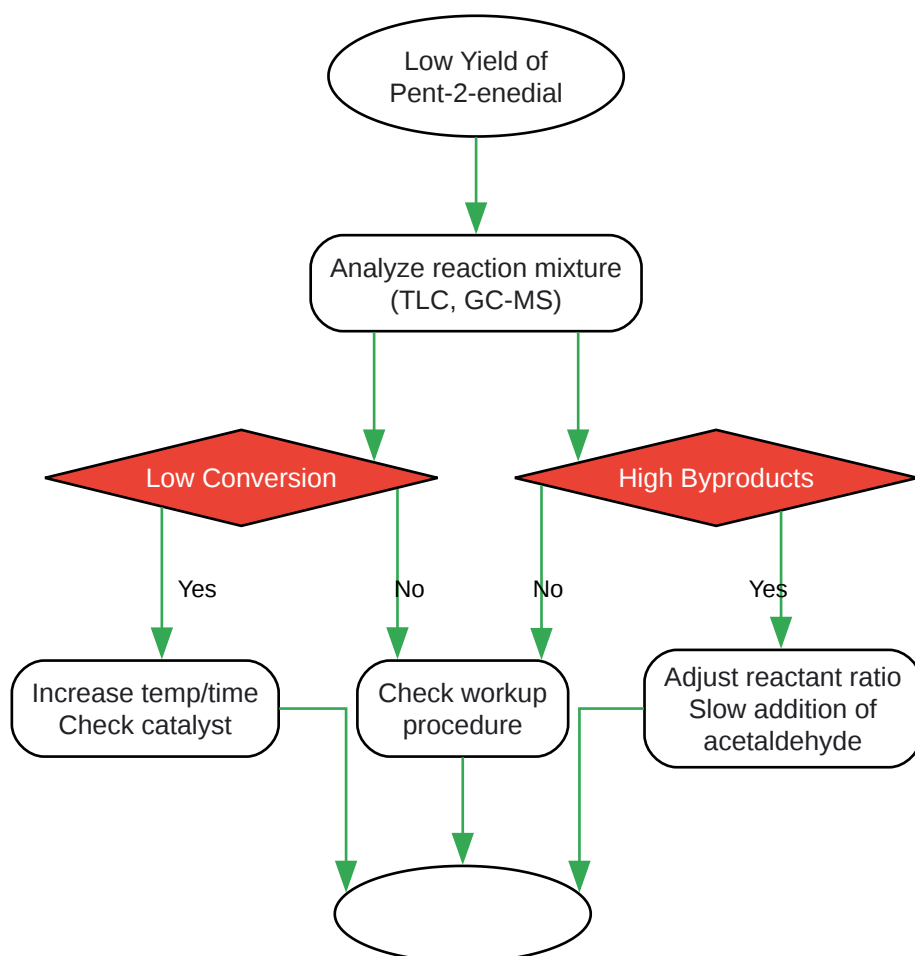 Low Yield of
Pent-2-enedial
Analyze reaction mixture
(TLC, GC-MS)
Low Conversion
High Byproducts
Yes
No
No
Yes
Increase temp/time
Check catalyst
Check workup
procedure
Adjust reactant ratio
Slow addition of
acetaldehyde